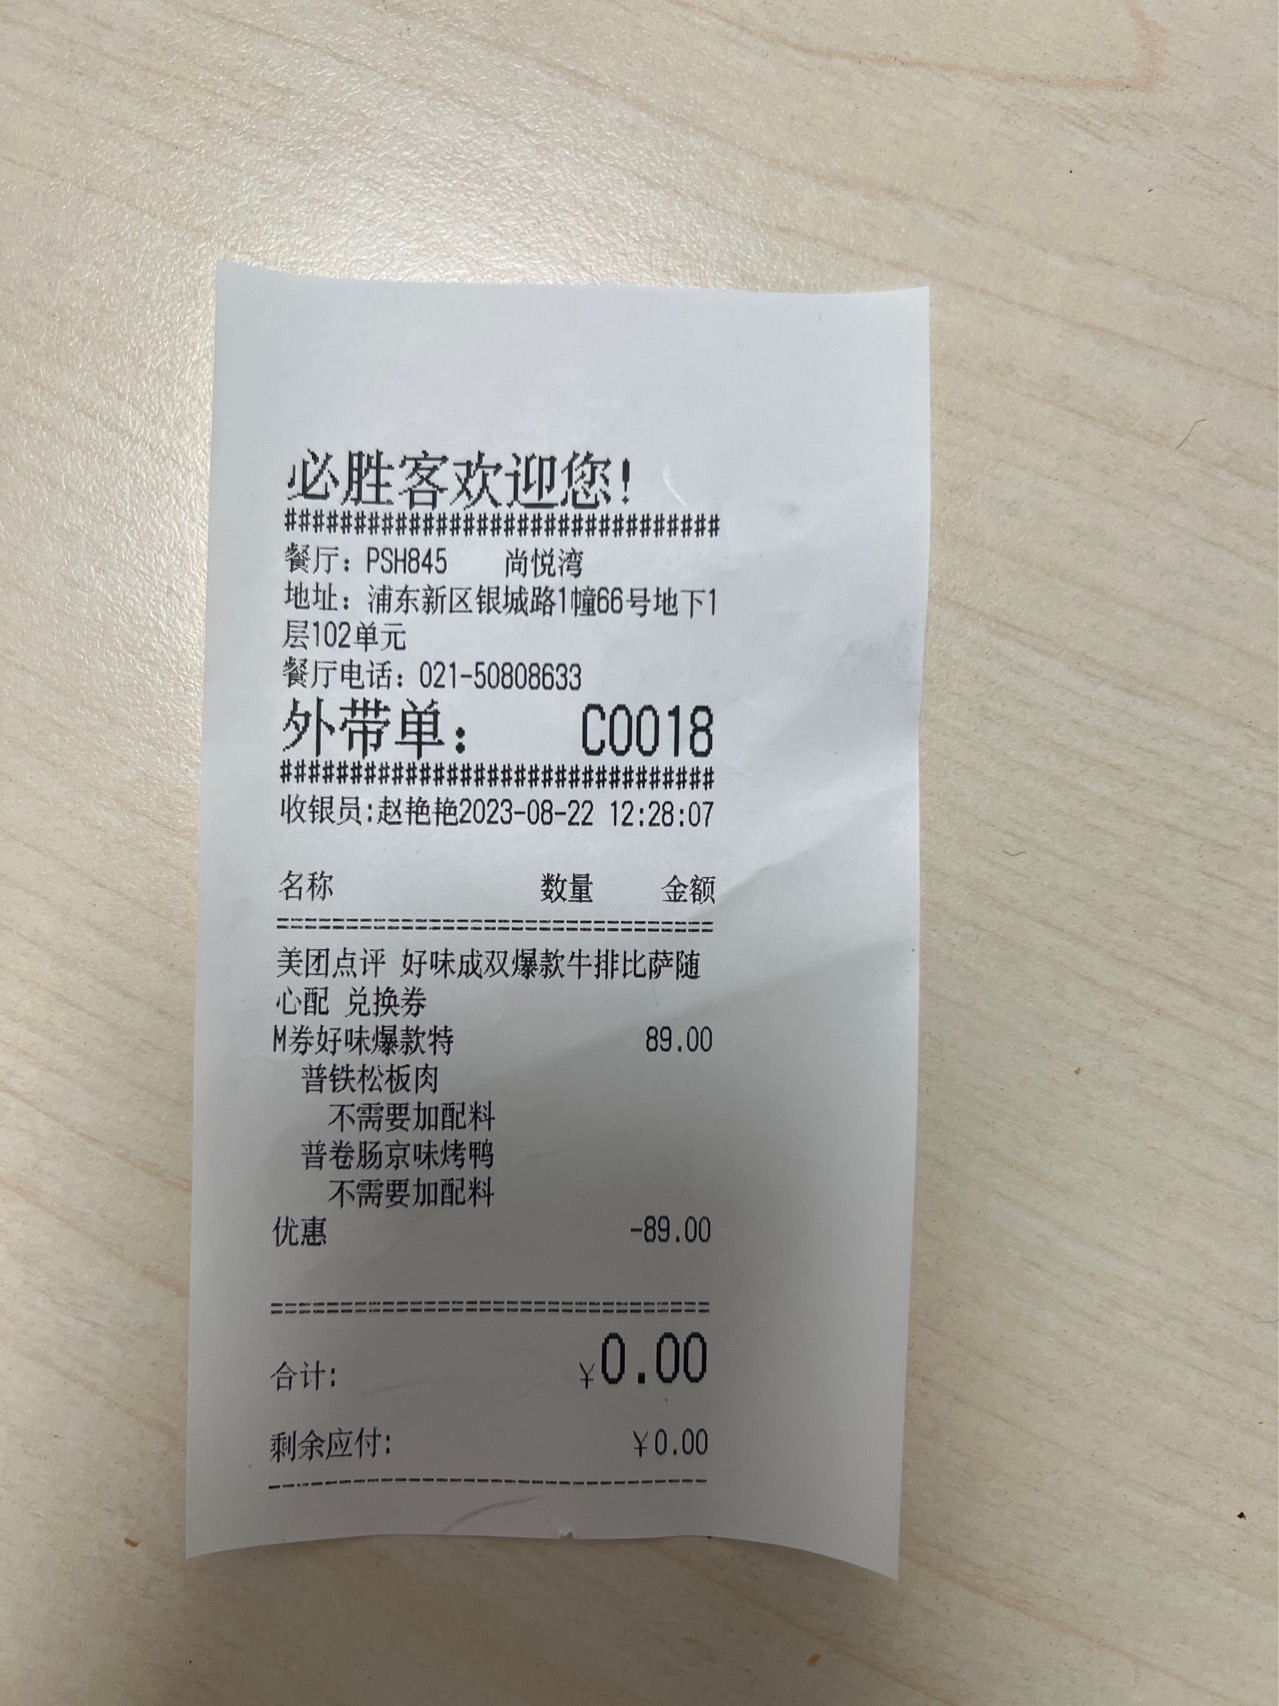 必胜客欢迎您!
################################
餐厅：PSH845 尚悦湾
地址：浦东新区银城路1幢66号地下1
层102单元
餐厅电话：021-50808633
外带单： C0018
################################
收银员:赵艳艳2023-08-22 12:28:07
名称 数量 金额
================================
美团点评 好味成双爆款牛排比萨随
心配 兑换券
M券好味爆款特 89.00
普铁松板肉
不需要加配料
普卷肠京味烤鸭
不需要加配料
优惠 -89.00
================================
合计: ¥0.00
剩余应付: ¥0.00
--------------------------------